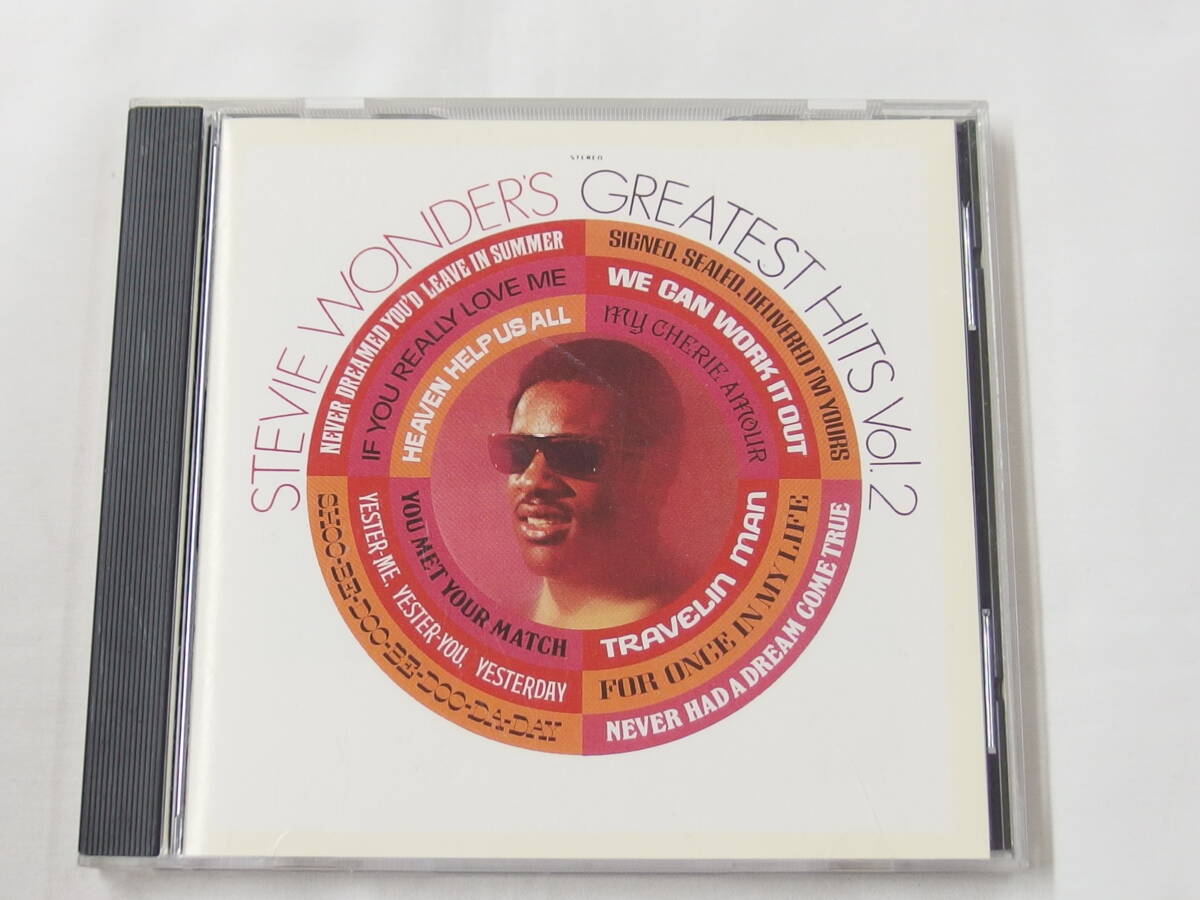 STEREO
STEVIE WONDER'S GREATEST HITS Vol. 2
NEVER DREAMED YOU'D LEAVE IN SUMMER
IF YOU REALLY LOVE ME
HEAVEN HELP US ALL
SIGNED, SEALED, DELIVERED I'M YOURS
WE CAN WORK IT OUT
MY CHERIE AMOUR
YOU MET YOUR MATCH
YESTER-ME, YESTER-YOU, YESTERDAY
SHOO-BE-DOO-BE-DOO-DA-DAY
TRAVELIN MAN
FOR ONCE IN MY LIFE
NEVER HAD A DREAM COME TRUE